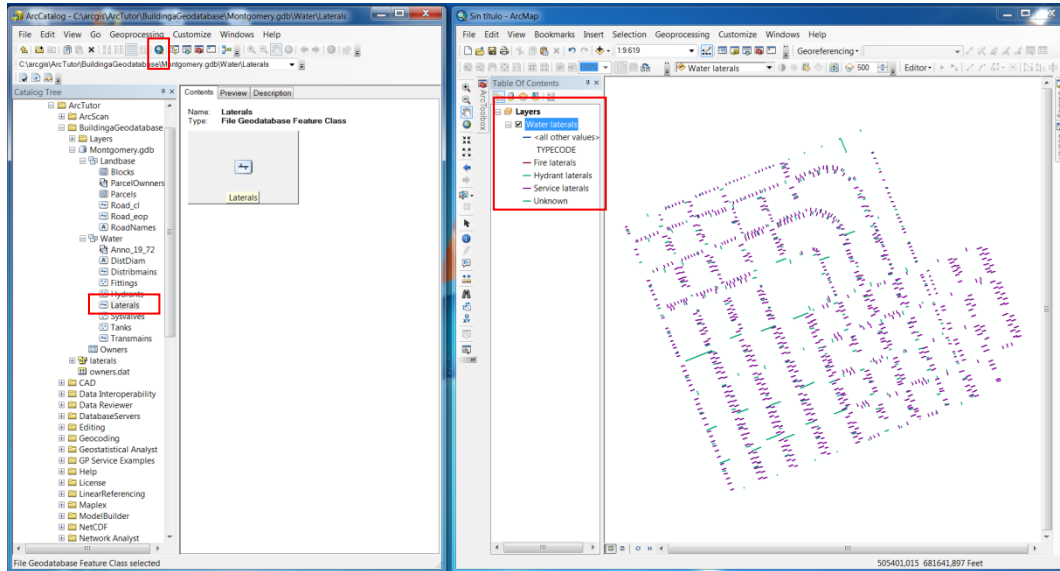 ArcCatalog - C:\arcgis\ArcTutor\BuildingaGeodatabase\Montgomery.gdb\Water\Laterals
File Edit View Go Geoprocessing Customize Windows Help
C:\arcgis\ArcTutor\BuildingaGeodatabase\Montgomery.gdb\Water\Laterals
Catalog Tree
ArcTutor
ArcScan
BuildingaGeodatabase
Layers
Montgomery.gdb
Landbase
Blocks
ParcelOwnners
Parcels
Road_cl
Road_eop
RoadNames
Water
Anno_19_72
DistDiam
Distribmains
Fittings
Hydrants
Laterals
Sysvalves
Tanks
Transmains
Owners
laterals
owners.dat
CAD
Data Interoperability
Data Reviewer
DatabaseServers
Editing
Geocoding
Geostatistical Analyst
GP Service Examples
Help
License
LinearReferencing
Maplex
ModelBuilder
NetCDF
Network Analyst
Contents Preview Description
Name: Laterals
Type: File Geodatabase Feature Class
Laterals
File Geodatabase Feature Class selected
Sin título - ArcMap
File Edit View Bookmarks Insert Selection Geoprocessing Customize Windows Help
1:9.619
Georeferencing
Water laterals
500
Editor
ArcToolbox
Table Of Contents
Layers
Water laterals
<all other values>
TYPECODE
Fire laterals
Hydrant laterals
Service laterals
Unknown
505401,015 681641,897 Feet